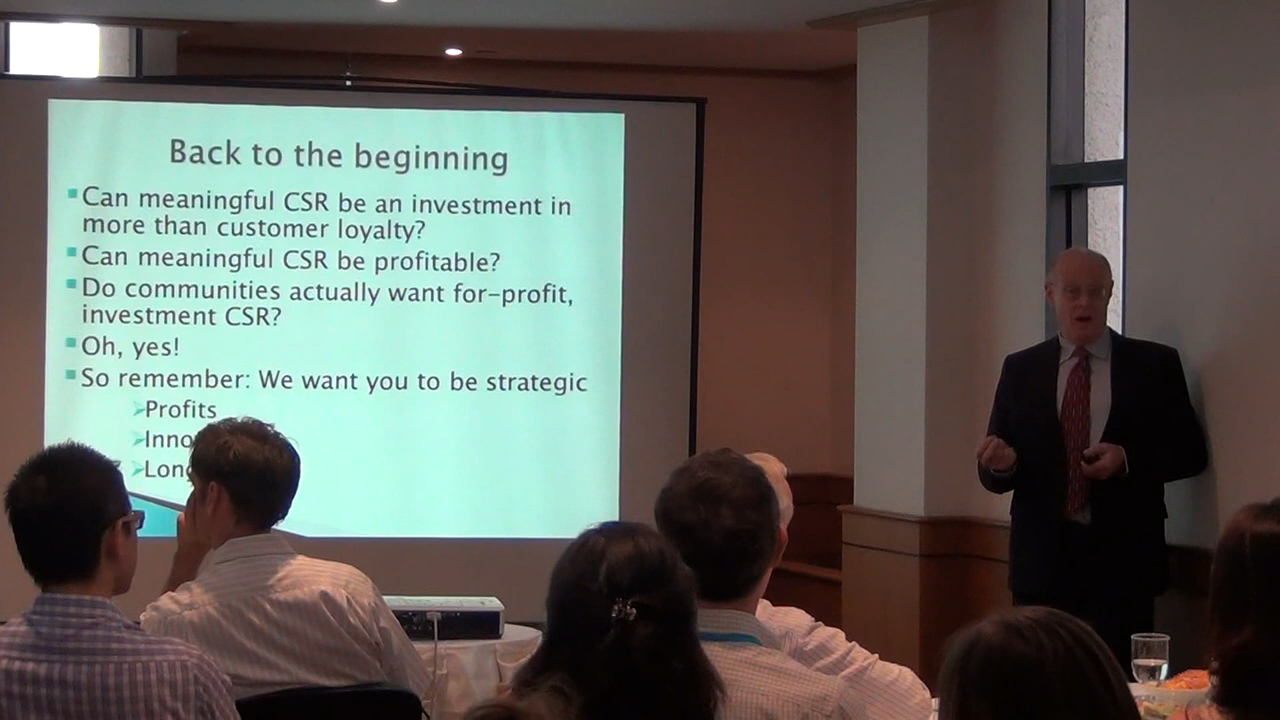 Back to the beginning
Can meaningful CSR be an investment in
more than customer loyalty?
Can meaningful CSR be profitable?
Do communities actually want for-profit,
investment CSR?
Oh, yes!
So remember: We want you to be strategic
Profits